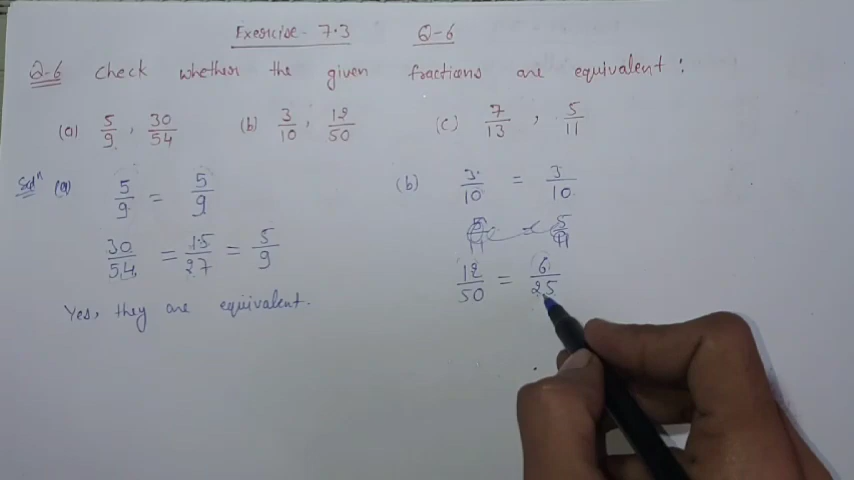 Exercise - 7.3 Q-6
Q-6 Check whether the given fractions are equivalent :
(a) 5/9 , 30/54 (b) 3/10 , 12/50 (c) 7/13 , 5/11
Solⁿ (a) 5/9 = 5/9
30/54 = 15/27 = 5/9
Yes, they are equivalent.
(b) 3/10 = 3/10
12/50 = 6/25